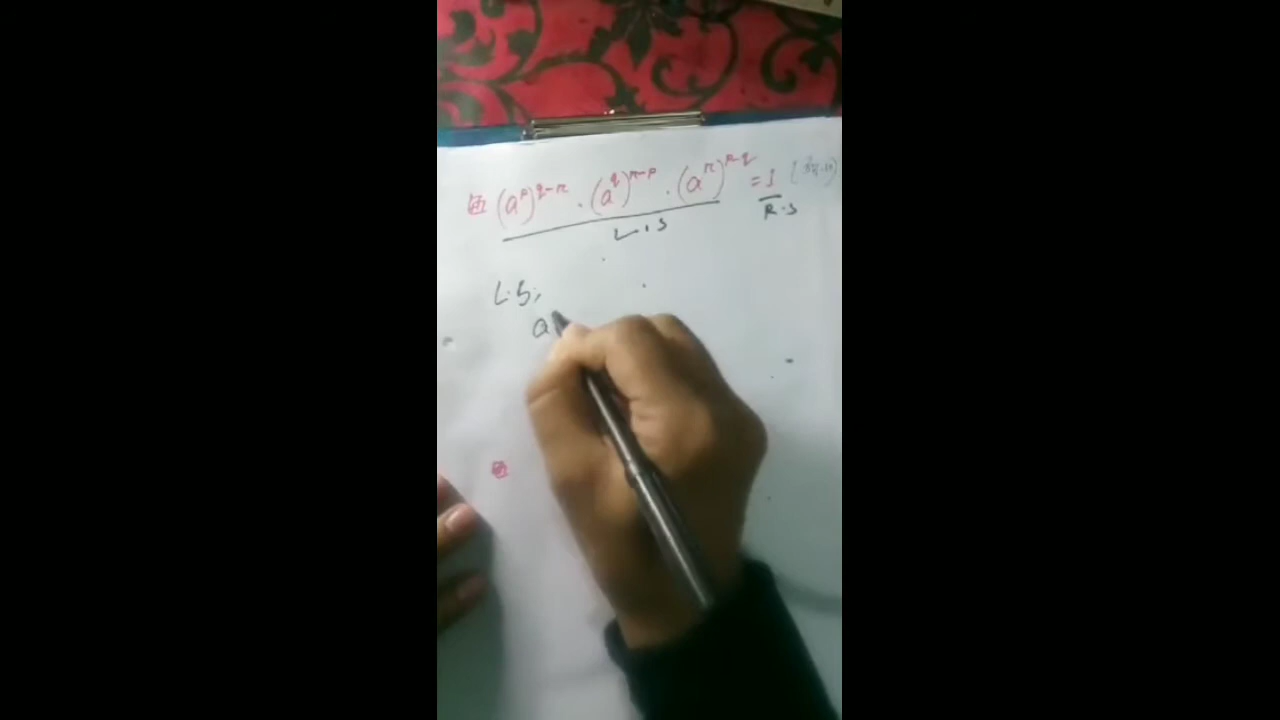 (a^p)^{q-r} . (a^q)^{r-p} . (a^r)^{p-q} = 1
L.S R.S
L.S,
a